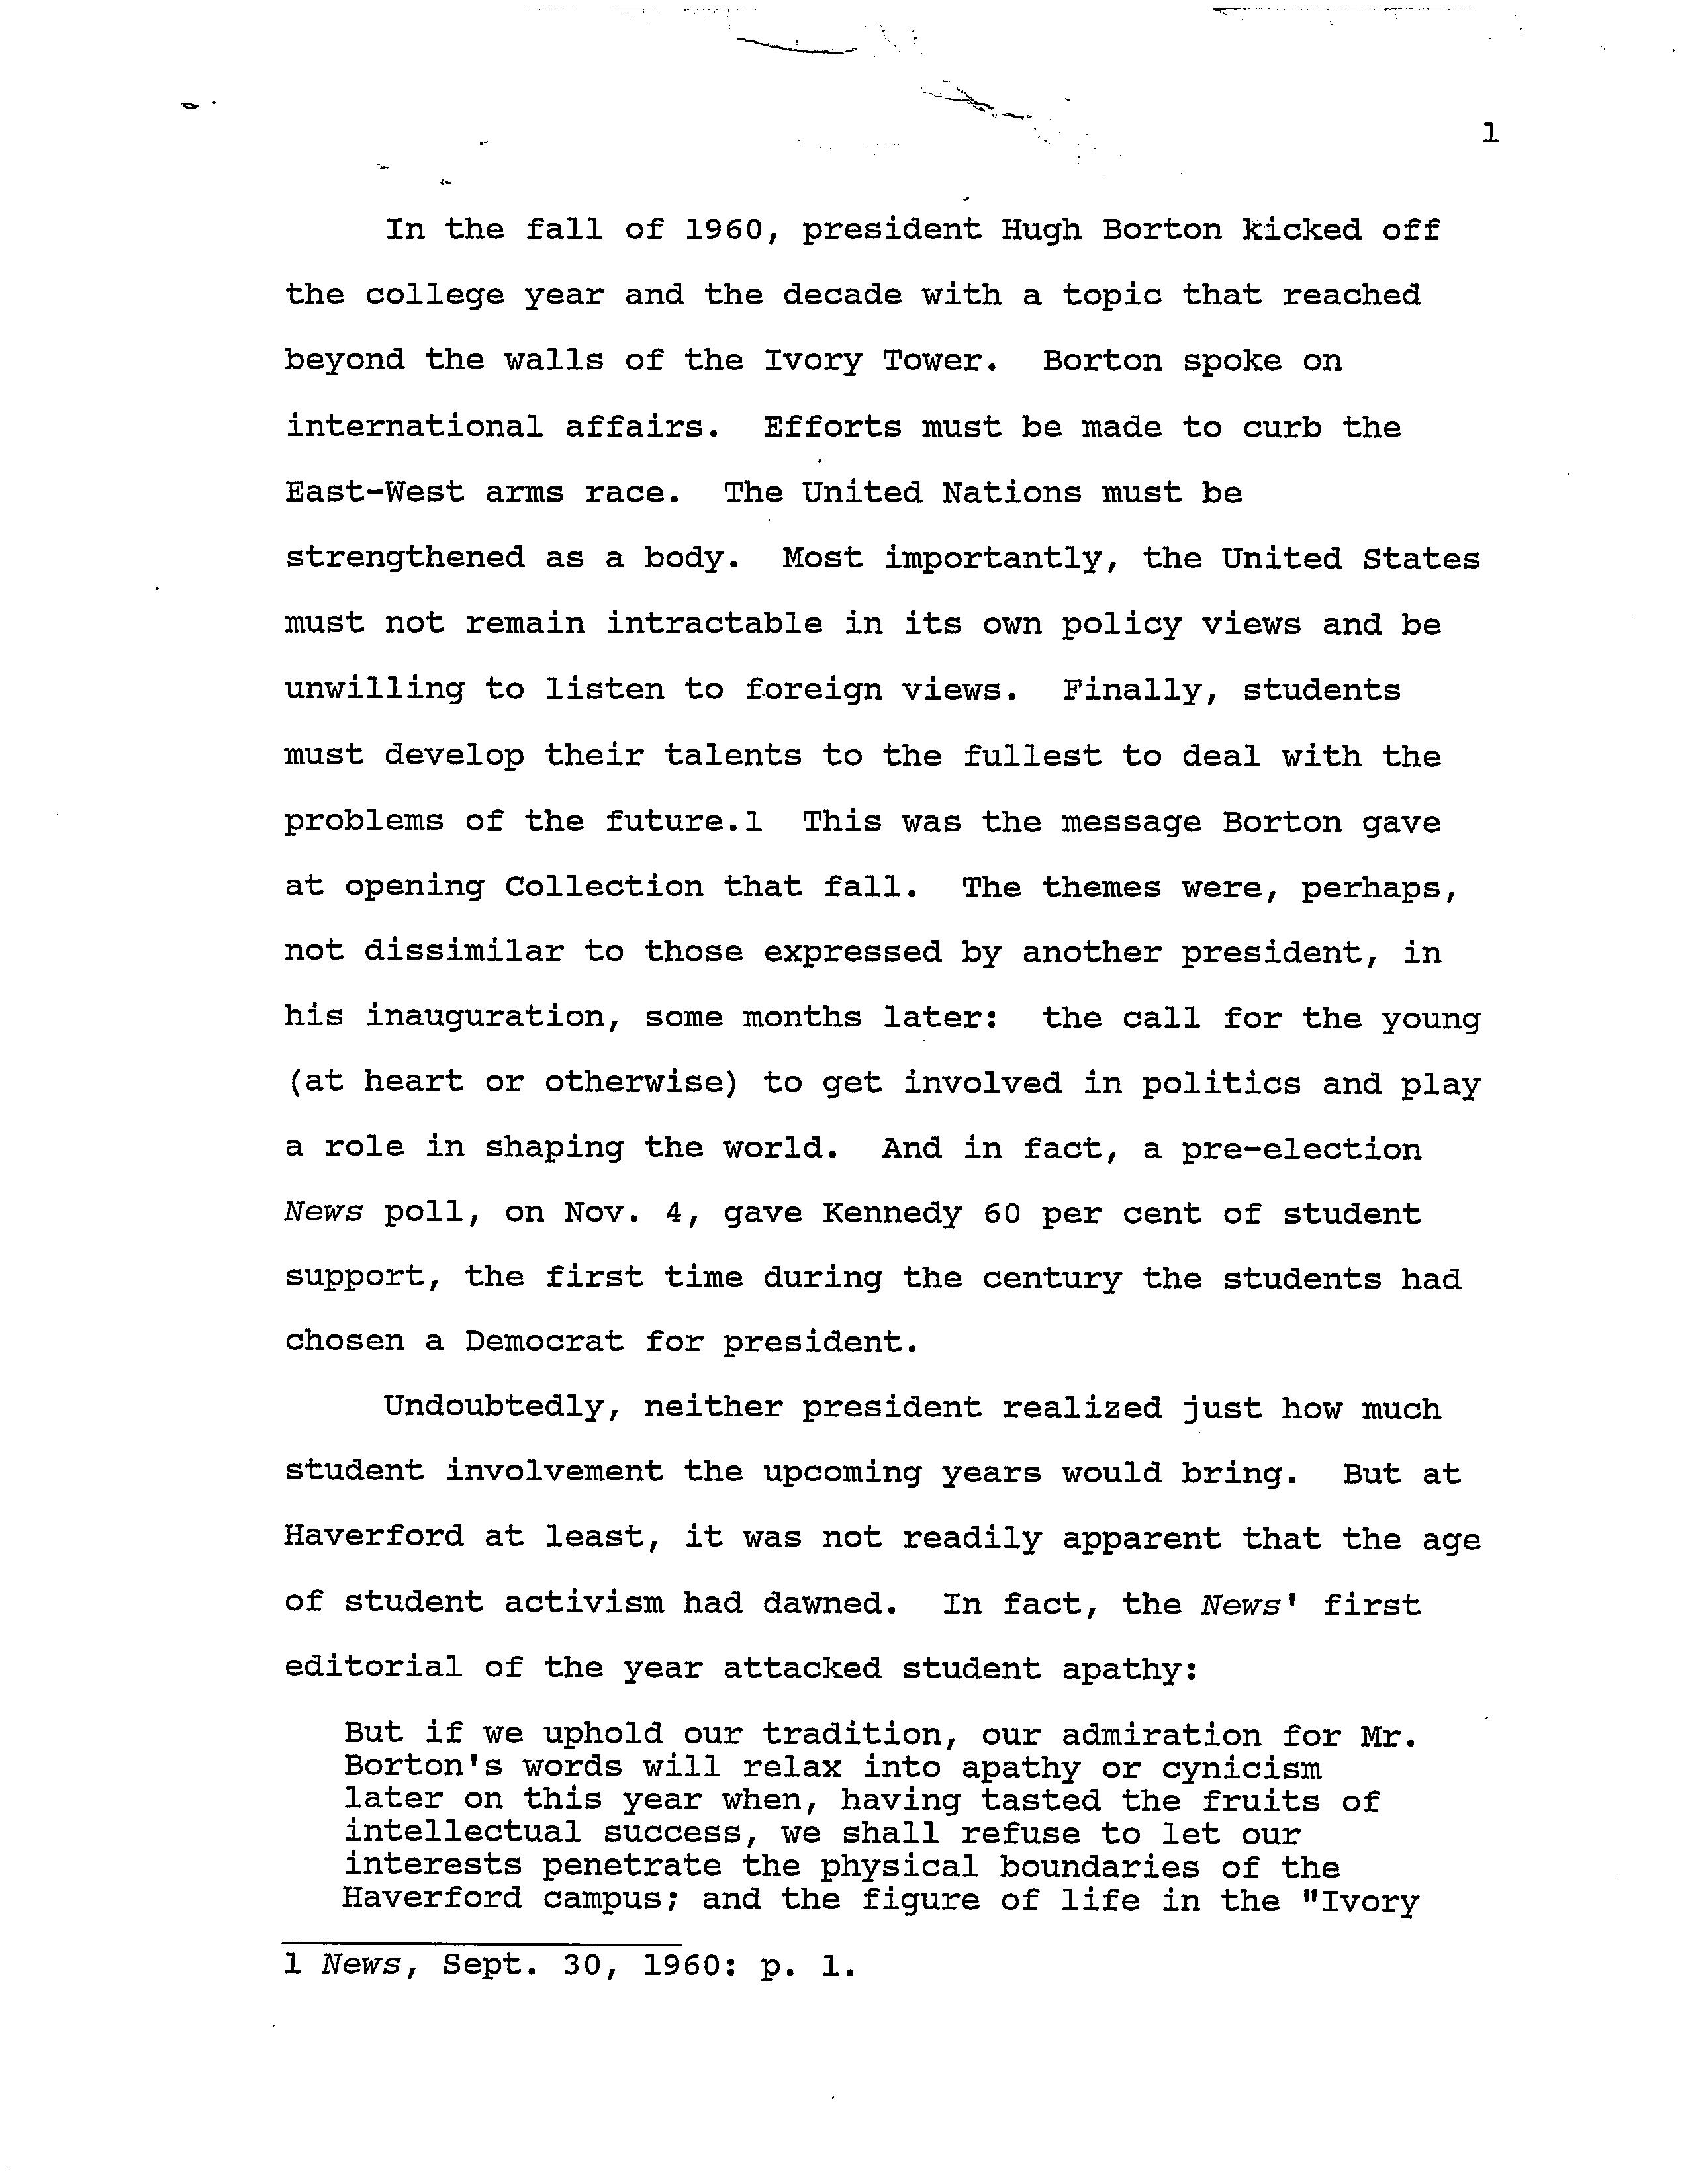 1
In the fall of 1960, president Hugh Borton kicked off
the college year and the decade with a topic that reached
beyond the walls of the Ivory Tower. Borton spoke on
international affairs. Efforts must be made to curb the
East-West arms race. The United Nations must be
strengthened as a body. Most importantly, the United States
must not remain intractable in its own policy views and be
unwilling to listen to foreign views. Finally, students
must develop their talents to the fullest to deal with the
problems of the future.1 This was the message Borton gave
at opening Collection that fall. The themes were, perhaps,
not dissimilar to those expressed by another president, in
his inauguration, some months later: the call for the young
(at heart or otherwise) to get involved in politics and play
a role in shaping the world. And in fact, a pre-election
News poll, on Nov. 4, gave Kennedy 60 per cent of student
support, the first time during the century the students had
chosen a Democrat for president.
Undoubtedly, neither president realized just how much
student involvement the upcoming years would bring. But at
Haverford at least, it was not readily apparent that the age
of student activism had dawned. In fact, the News' first
editorial of the year attacked student apathy:
But if we uphold our tradition, our admiration for Mr.
Borton's words will relax into apathy or cynicism
later on this year when, having tasted the fruits of
intellectual success, we shall refuse to let our
interests penetrate the physical boundaries of the
Haverford campus; and the figure of life in the "Ivory
1 News, Sept. 30, 1960: p. 1.